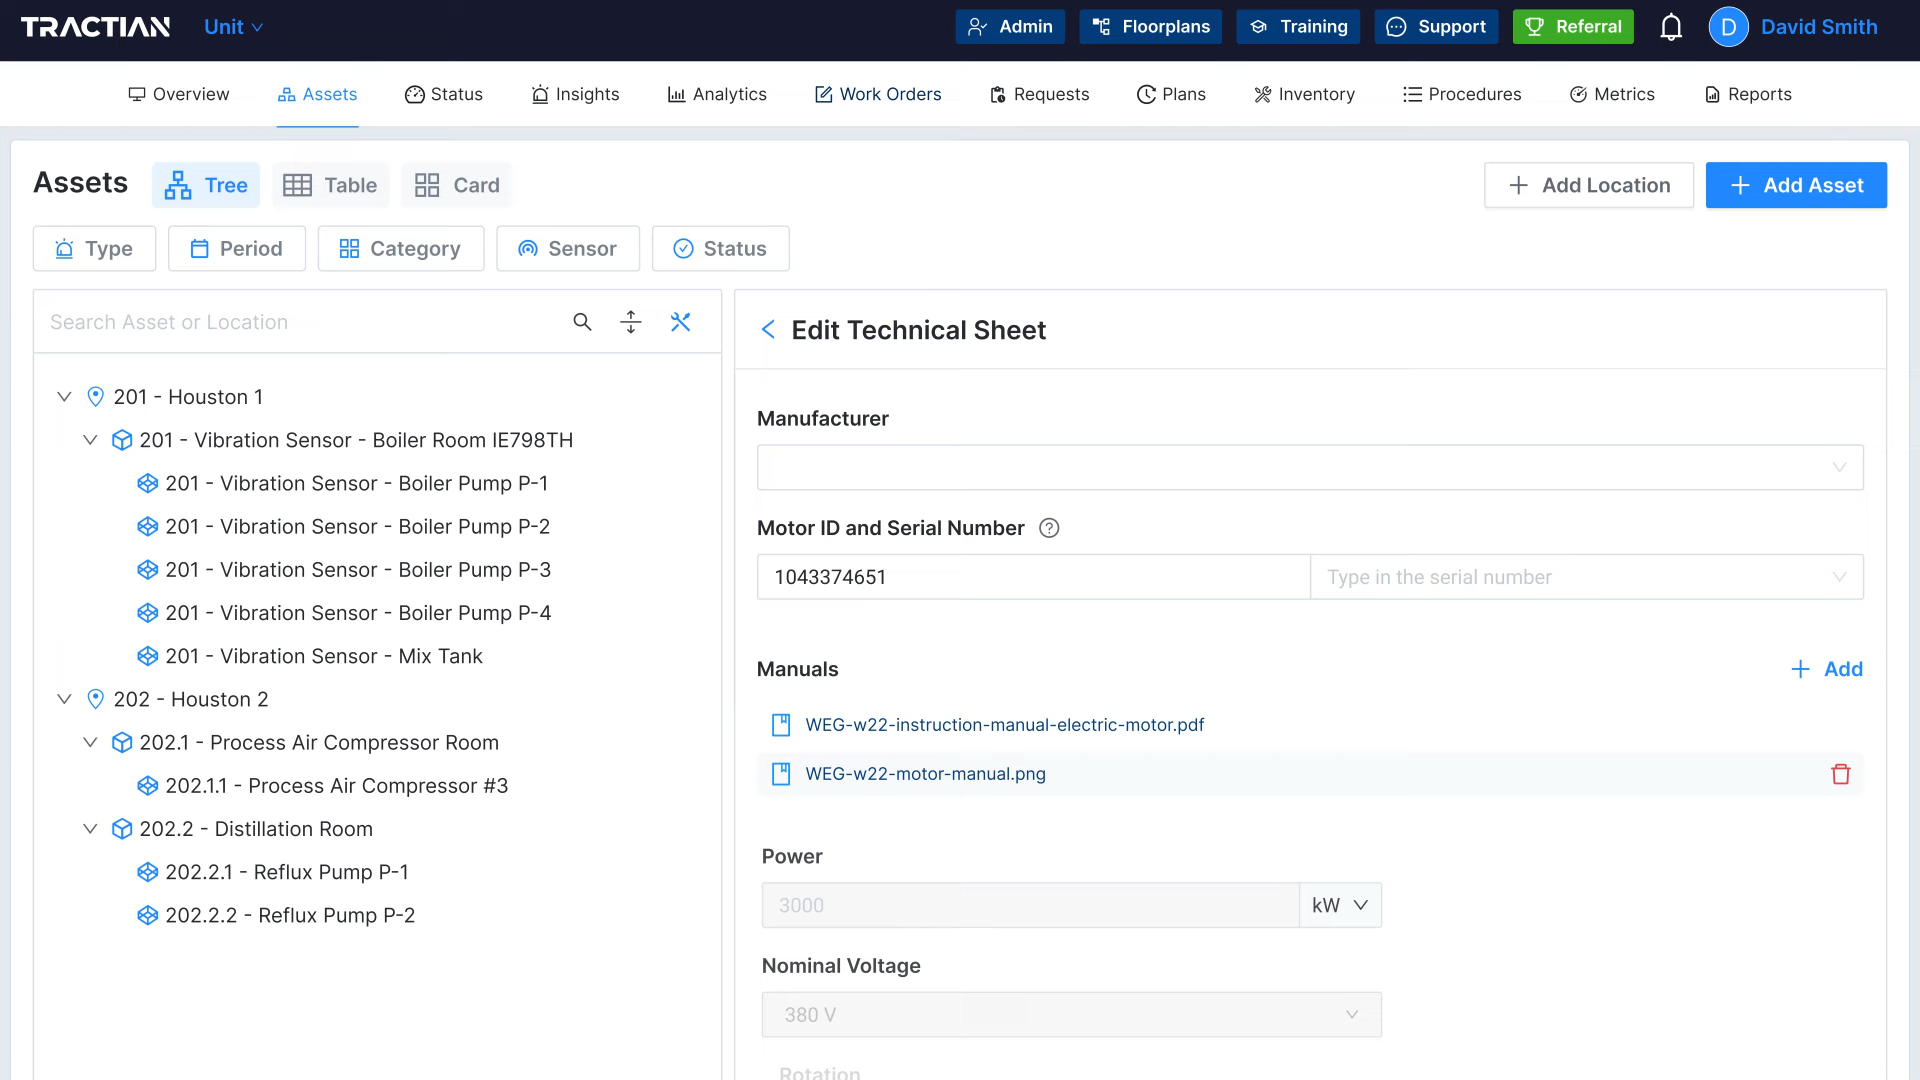 TRACTIAN Unit Admin Floorplans Training Support Referral D David Smith
Overview Assets Status Insights Analytics Work Orders Requests Plans Inventory Procedures Metrics Reports
Assets Tree Table Card + Add Location + Add Asset
Type Period Category Sensor Status
Search Asset or Location
201 - Houston 1
201 - Vibration Sensor - Boiler Room IE798TH
201 - Vibration Sensor - Boiler Pump P-1
201 - Vibration Sensor - Boiler Pump P-2
201 - Vibration Sensor - Boiler Pump P-3
201 - Vibration Sensor - Boiler Pump P-4
201 - Vibration Sensor - Mix Tank
202 - Houston 2
202.1 - Process Air Compressor Room
202.1.1 - Process Air Compressor #3
202.2 - Distillation Room
202.2.1 - Reflux Pump P-1
202.2.2 - Reflux Pump P-2
Edit Technical Sheet
Manufacturer
Motor ID and Serial Number ?
1043374651 Type in the serial number
Manuals + Add
WEG-w22-instruction-manual-electric-motor.pdf
WEG-w22-motor-manual.png
Power
3000 kW
Nominal Voltage
380 V
Rotation